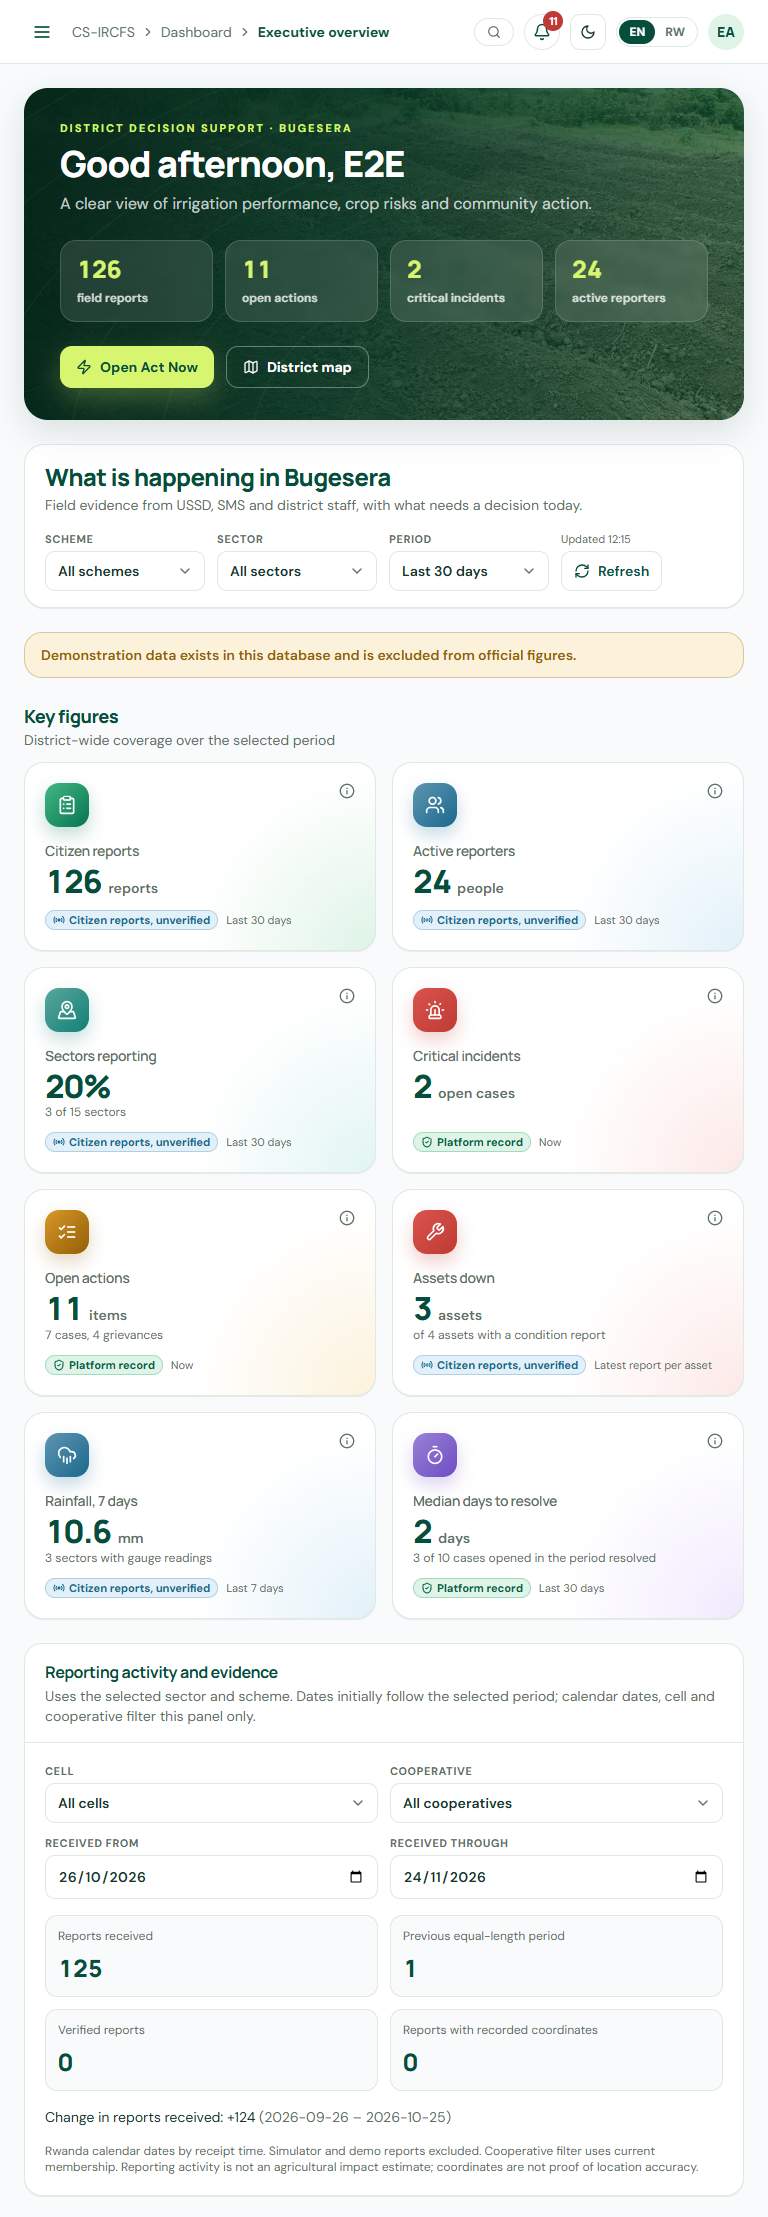 CS-IRCFS > Dashboard > Executive overview
11
EN RW
EA
DISTRICT DECISION SUPPORT · BUGESERA
Good afternoon, E2E
A clear view of irrigation performance, crop risks and community action.
126 11 2 24
field reports open actions critical incidents active reporters
Open Act Now District map
What is happening in Bugesera
Field evidence from USSD, SMS and district staff, with what needs a decision today.
SCHEME SECTOR PERIOD Updated 12:15
All schemes All sectors Last 30 days Refresh
Demonstration data exists in this database and is excluded from official figures.
Key figures
District-wide coverage over the selected period
Citizen reports
126 reports
Citizen reports, unverified Last 30 days
Active reporters
24 people
Citizen reports, unverified Last 30 days
Sectors reporting
20%
3 of 15 sectors
Citizen reports, unverified Last 30 days
Critical incidents
2 open cases
Platform record Now
Open actions
11 items
7 cases, 4 grievances
Platform record Now
Assets down
3 assets
of 4 assets with a condition report
Citizen reports, unverified Latest report per asset
Rainfall, 7 days
10.6 mm
3 sectors with gauge readings
Citizen reports, unverified Last 7 days
Median days to resolve
2 days
3 of 10 cases opened in the period resolved
Platform record Last 30 days
Reporting activity and evidence
Uses the selected sector and scheme. Dates initially follow the selected period; calendar dates, cell and
cooperative filter this panel only.
CELL COOPERATIVE
All cells All cooperatives
RECEIVED FROM RECEIVED THROUGH
26/10/2026 24/11/2026
Reports received
125
Previous equal-length period
1
Verified reports
0
Reports with recorded coordinates
0
Change in reports received: +124 (2026-09-26 – 2026-10-25)
Rwanda calendar dates by receipt time. Simulator and demo reports excluded. Cooperative filter uses current
membership. Reporting activity is not an agricultural impact estimate; coordinates are not proof of location accuracy.